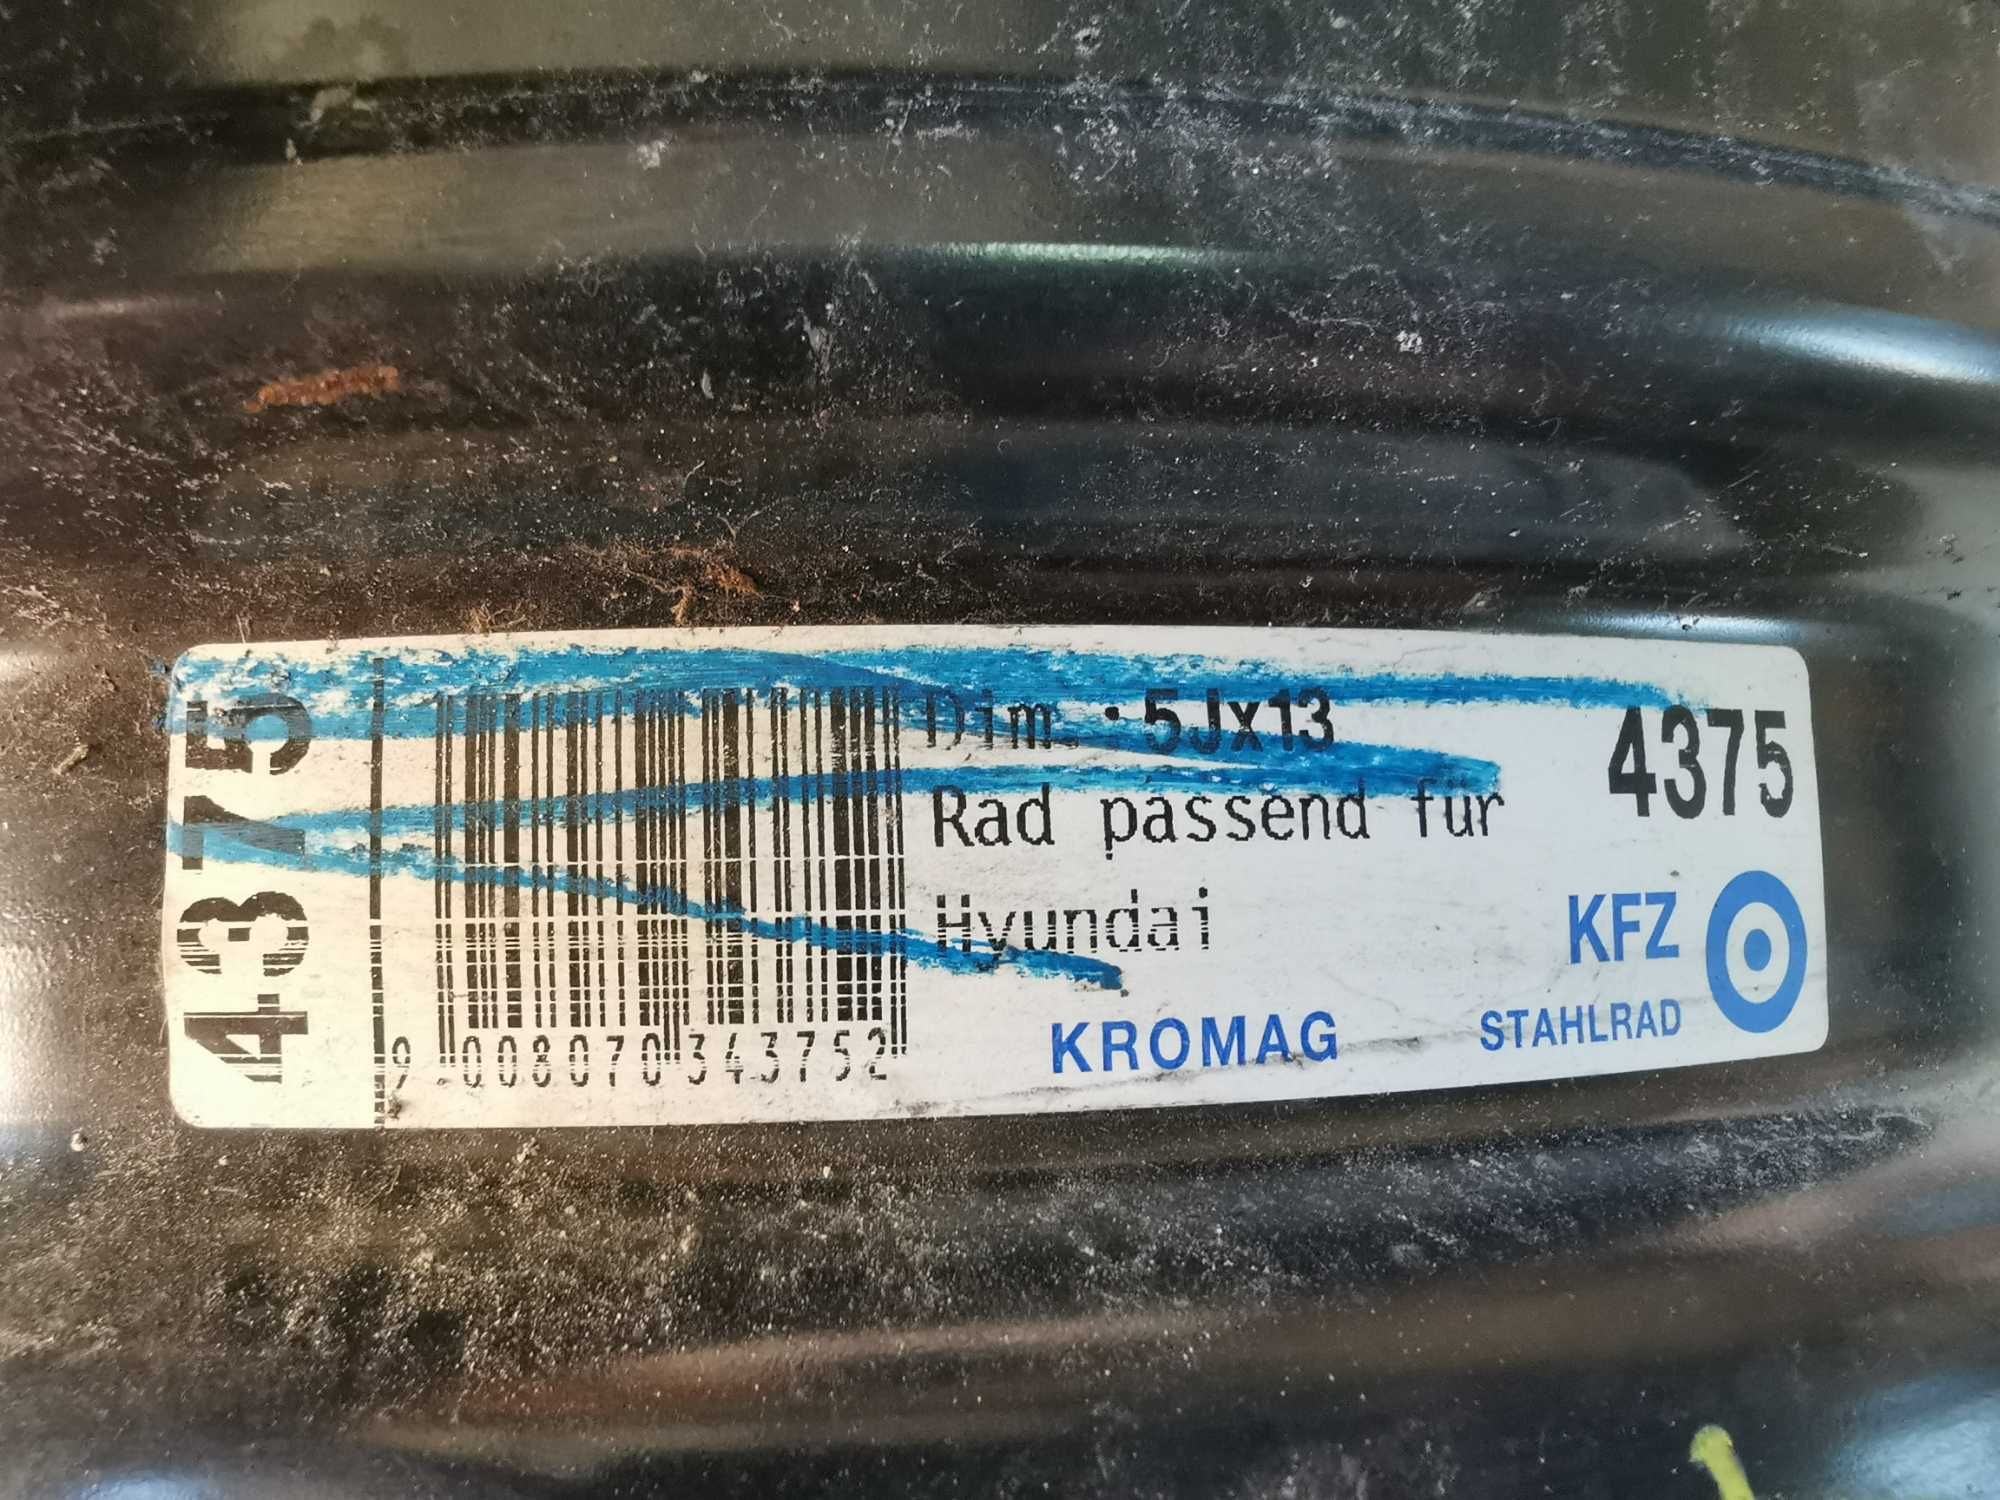 4375
Dim.: 5Jx13
4375
Rad passend für
Hyundai
KFZ
STAHLRAD
KROMAG
9 008070 343752